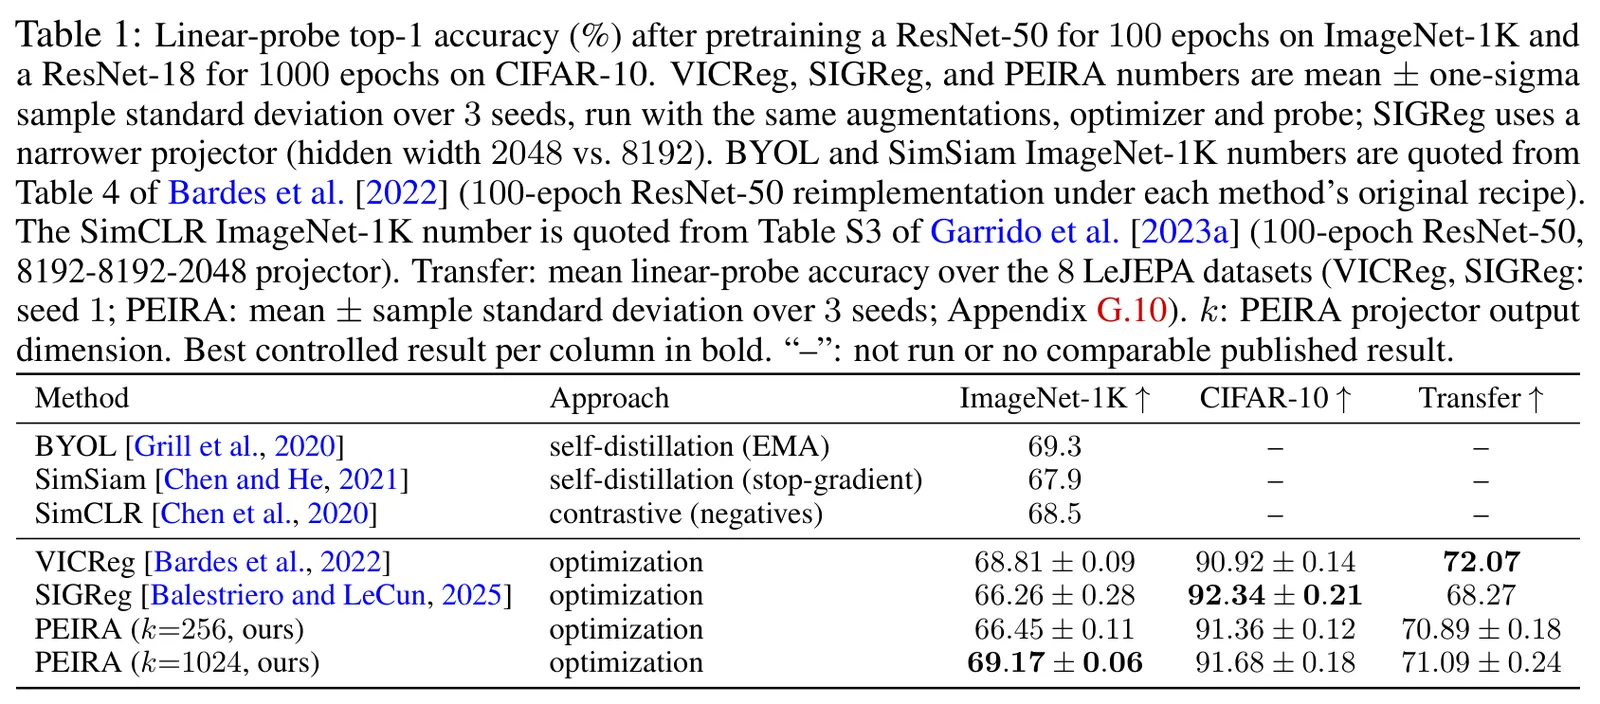 Table 1: Linear-probe top-1 accuracy (%) after pretraining a ResNet-50 for 100 epochs on ImageNet-1K and
a ResNet-18 for 1000 epochs on CIFAR-10. VICReg, SIGReg, and PEIRA numbers are mean ± one-sigma
sample standard deviation over 3 seeds, run with the same augmentations, optimizer and probe; SIGReg uses a
narrower projector (hidden width 2048 vs. 8192). BYOL and SimSiam ImageNet-1K numbers are quoted from
Table 4 of Bardes et al. [2022] (100-epoch ResNet-50 reimplementation under each method's original recipe).
The SimCLR ImageNet-1K number is quoted from Table S3 of Garrido et al. [2023a] (100-epoch ResNet-50,
8192-8192-2048 projector). Transfer: mean linear-probe accuracy over the 8 LeJEPA datasets (VICReg, SIGReg:
seed 1; PEIRA: mean ± sample standard deviation over 3 seeds; Appendix G.10). k: PEIRA projector output
dimension. Best controlled result per column in bold. “–”: not run or no comparable published result.
Method Approach ImageNet-1K ↑ CIFAR-10 ↑ Transfer ↑
BYOL [Grill et al., 2020] self-distillation (EMA) 69.3 – –
SimSiam [Chen and He, 2021] self-distillation (stop-gradient) 67.9 – –
SimCLR [Chen et al., 2020] contrastive (negatives) 68.5 – –
VICReg [Bardes et al., 2022] optimization 68.81 ± 0.09 90.92 ± 0.14 72.07
SIGReg [Balestriero and LeCun, 2025] optimization 66.26 ± 0.28 92.34 ± 0.21 68.27
PEIRA (k=256, ours) optimization 66.45 ± 0.11 91.36 ± 0.12 70.89 ± 0.18
PEIRA (k=1024, ours) optimization 69.17 ± 0.06 91.68 ± 0.18 71.09 ± 0.24